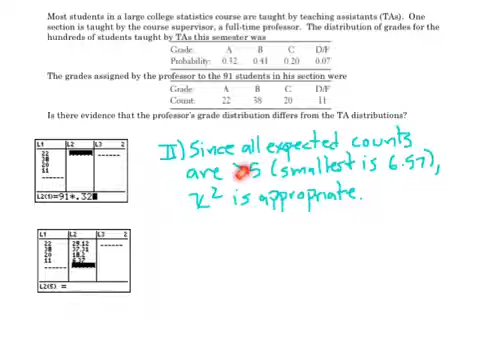 Most students in a large college statistics course are taught by teaching assistants (TAs). One
section is taught by the course supervisor, a full-time professor. The distribution of grades for the
hundreds of students taught by TAs this semester was
Grade: A B C D/F
Probability: 0.32 0.41 0.20 0.07
The grades assigned by the professor to the 91 students in his section were
Grade: A B C D/F
Count: 22 38 20 11
Is there evidence that the professor's grade distribution differs from the TA distributions?
II) Since all expected counts
are >5 (smallest is 6.57),
χ² is appropriate.
L1 L2 L3 2
22
38
20
11
L2(1)=91*.32
L1 L2 L3 2
22 29.12
38 37.31
20 18.2
11 6.37
L2(5) =